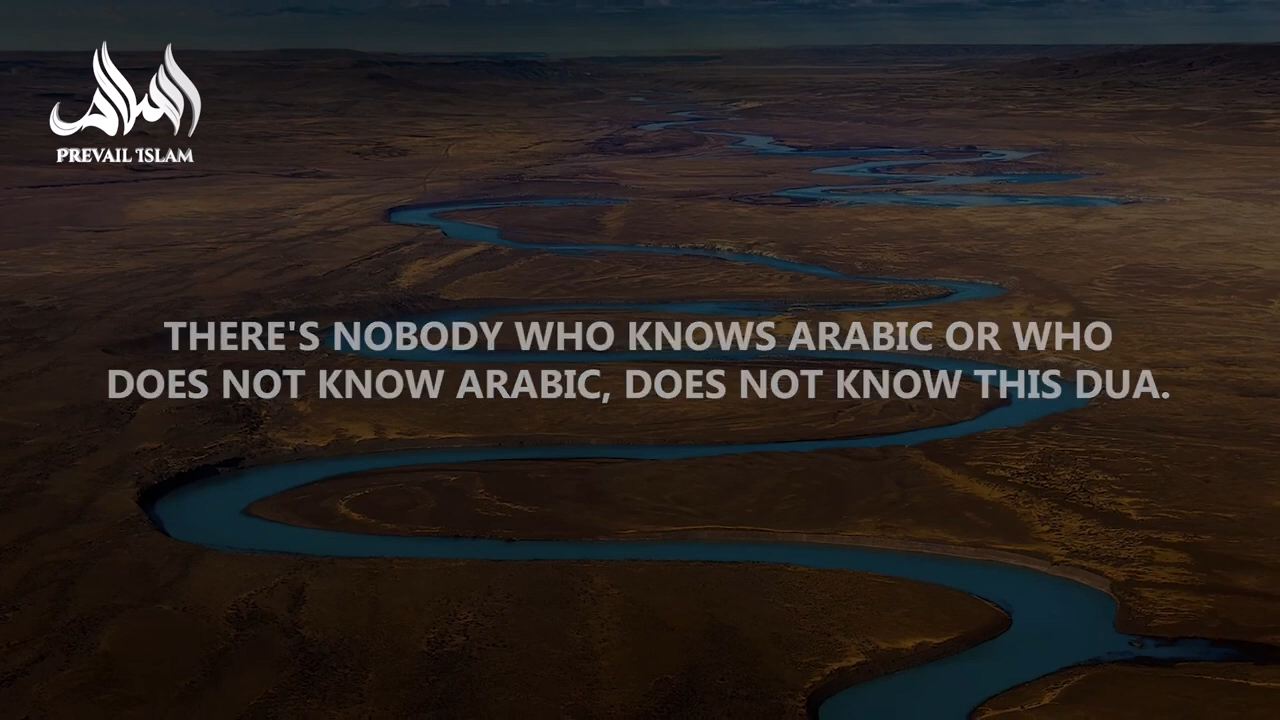 PREVAIL ISLAM
THERE'S NOBODY WHO KNOWS ARABIC OR WHO
DOES NOT KNOW ARABIC, DOES NOT KNOW THIS DUA.